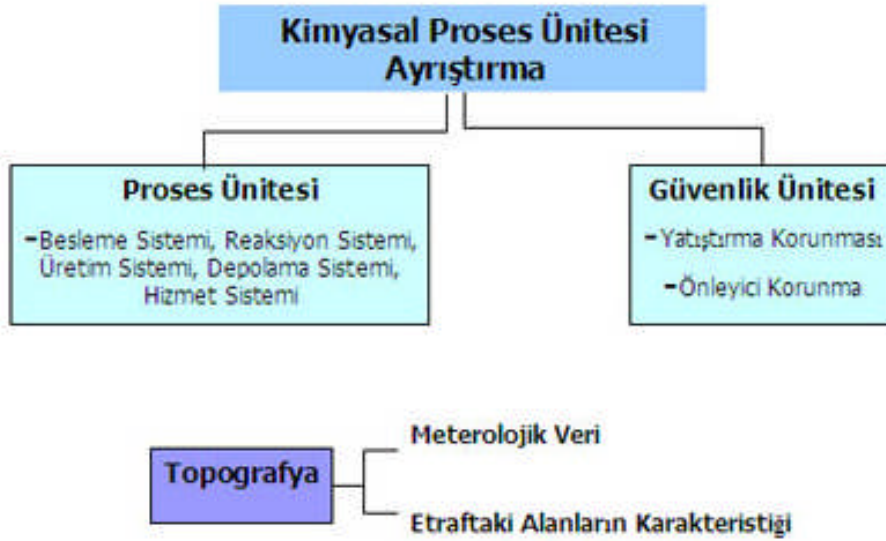 Kimyasal Proses Ünitesi
Ayrıştırma
Proses Ünitesi
-Besleme Sistemi, Reaksiyon Sistemi,
Üretim Sistemi, Depolama Sistemi,
Hizmet Sistemi
Güvenlik Ünitesi
-Yatıştırma Korunması
-Önleyici Korunma
Topografya
Meterolojik Veri
Etraftaki Alanların Karakteristiği